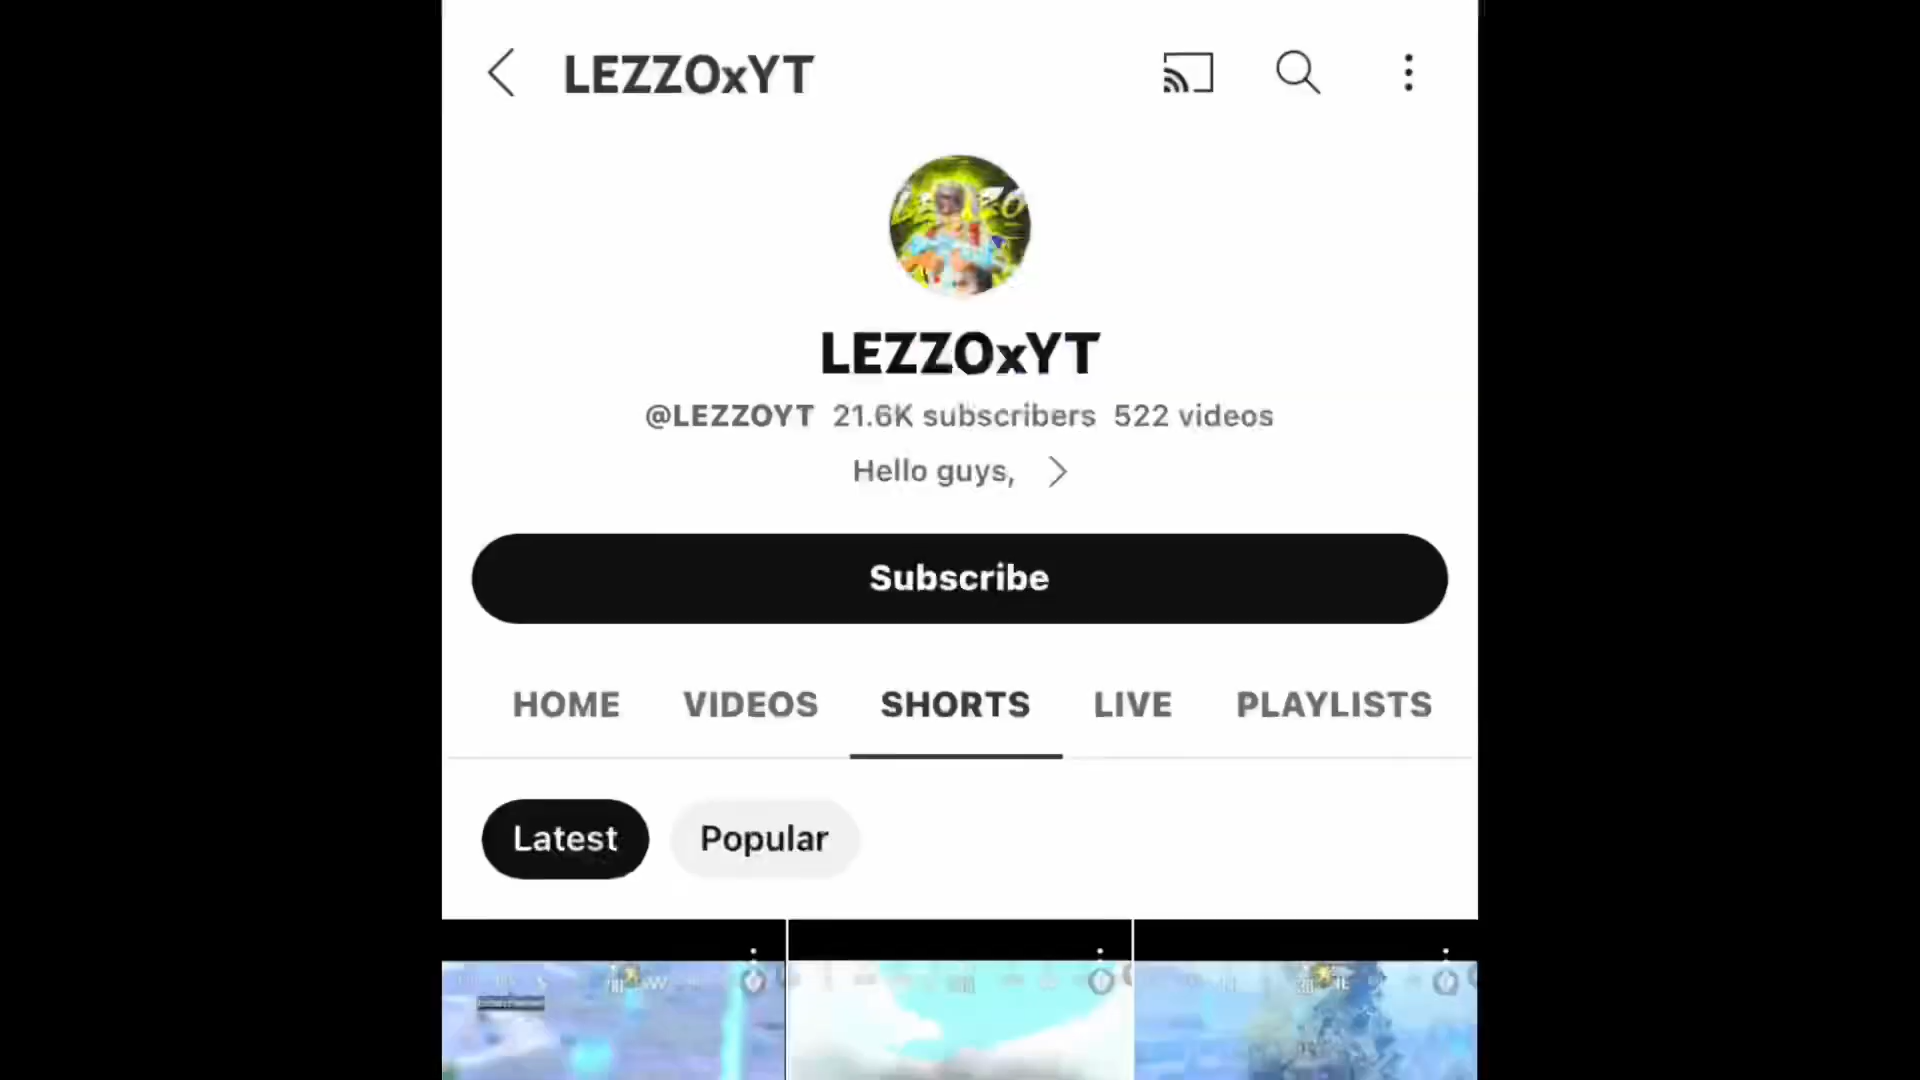 LEZZOxYT
LEZZOxYT
@LEZZOYT 21.6K subscribers 522 videos
Hello guys,
Subscribe
HOME VIDEOS SHORTS LIVE PLAYLISTS
Latest Popular